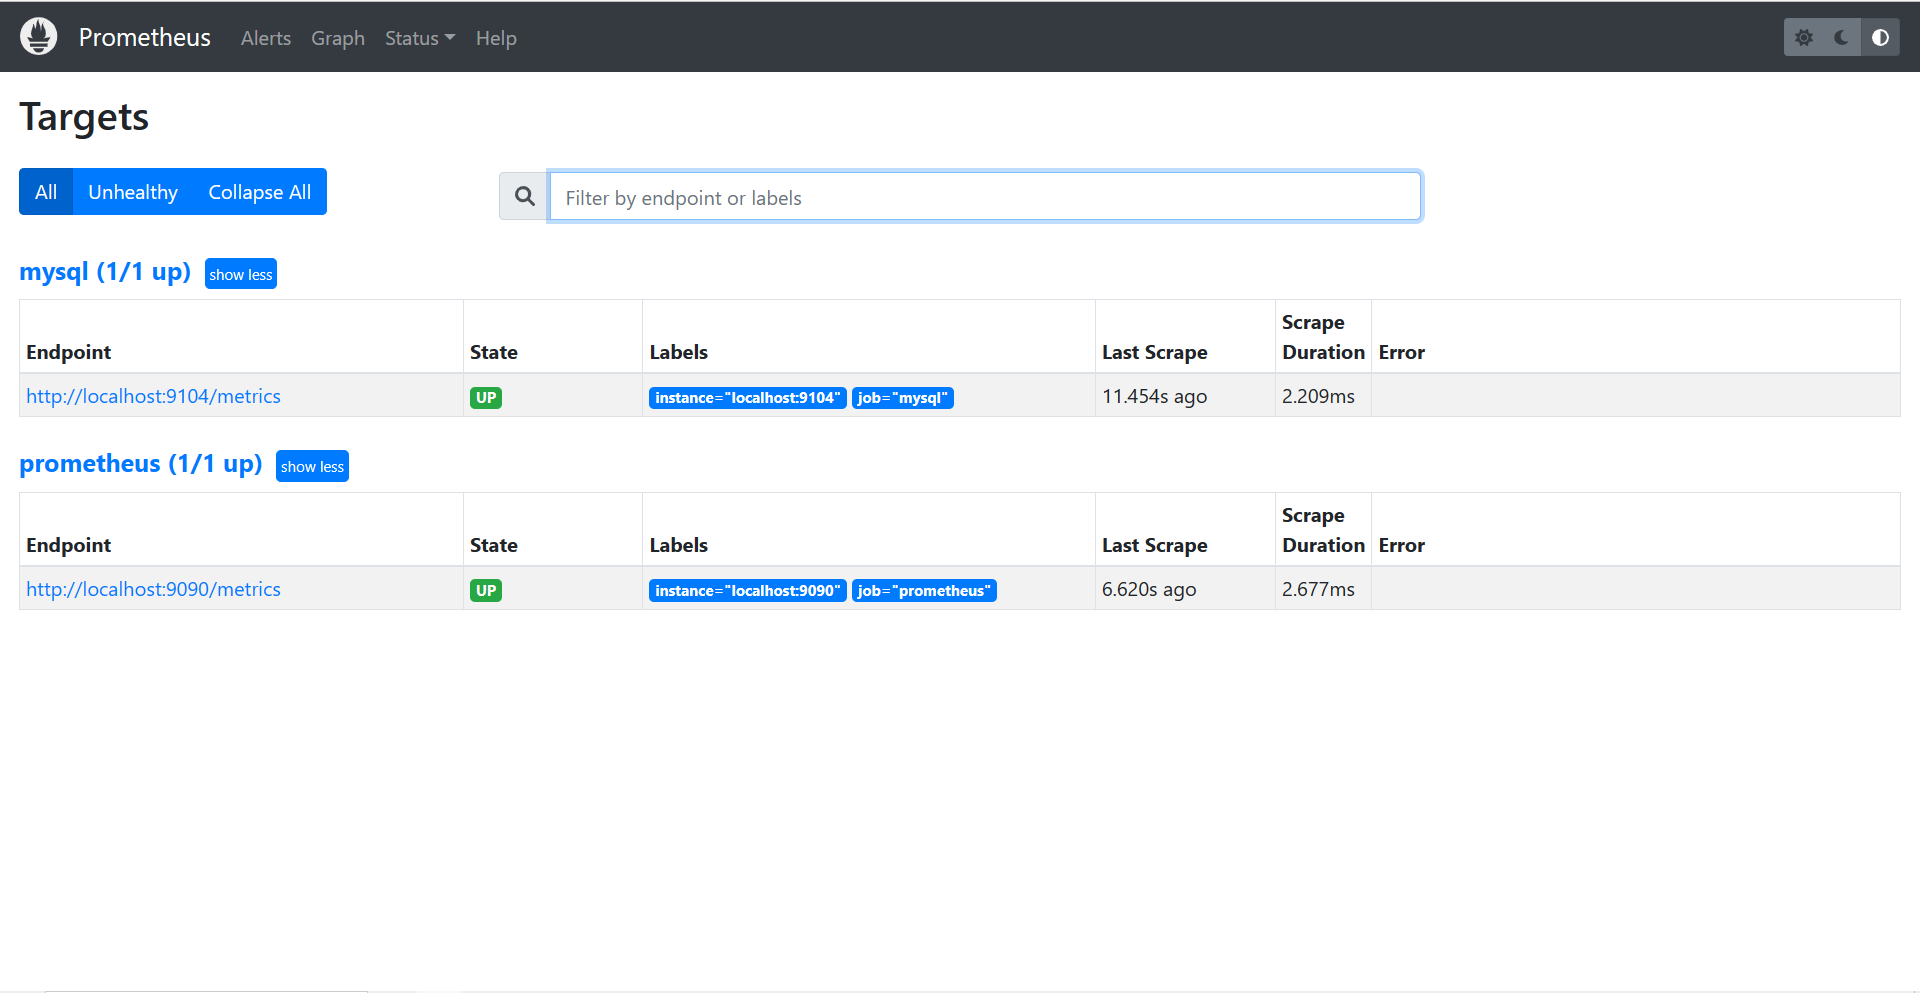 Prometheus Alerts Graph Status Help
Targets
All Unhealthy Collapse All
Filter by endpoint or labels
mysql (1/1 up) show less
Endpoint State Labels Last Scrape Scrape Duration Error
http://localhost:9104/metrics UP instance="localhost:9104" job="mysql" 11.454s ago 2.209ms
prometheus (1/1 up) show less
Endpoint State Labels Last Scrape Scrape Duration Error
http://localhost:9090/metrics UP instance="localhost:9090" job="prometheus" 6.620s ago 2.677ms